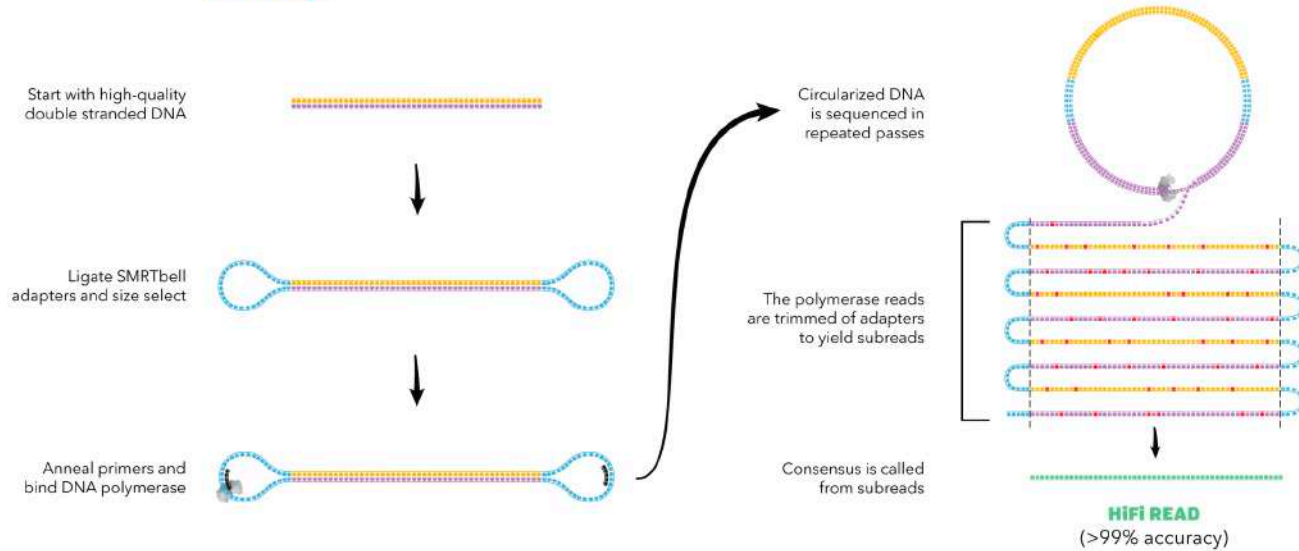 Start with high-quality
double stranded DNA
Ligate SMRTbell
adapters and size select
Anneal primers and
bind DNA polymerase
Circularized DNA
is sequenced in
repeated passes
The polymerase reads
are trimmed of adapters
to yield subreads
Consensus is called
from subreads
HiFi READ
(>99% accuracy)